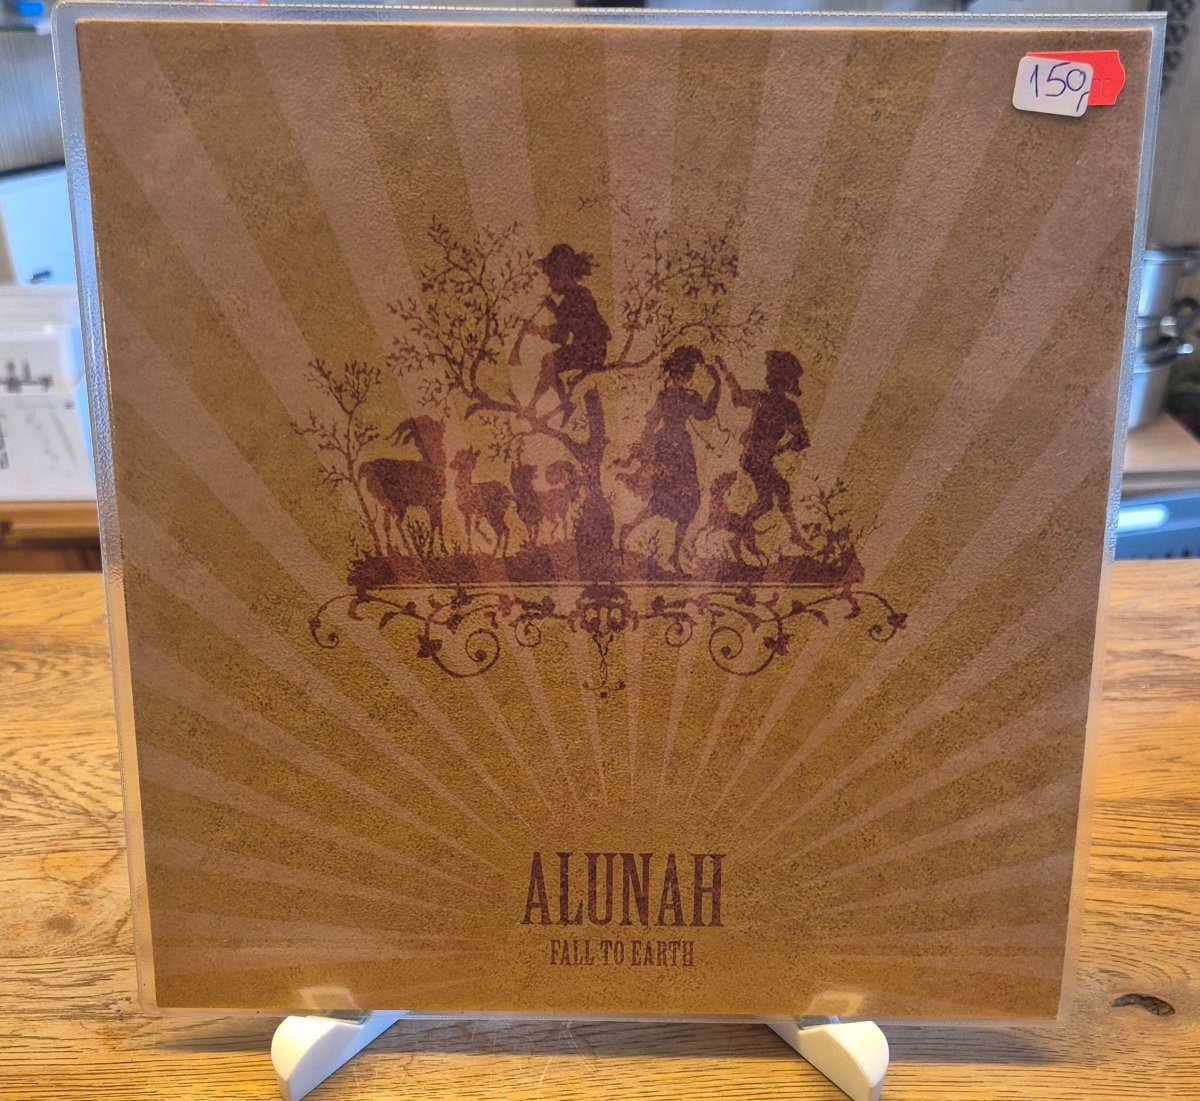 150,
ALUNAH
FALL TO EARTH